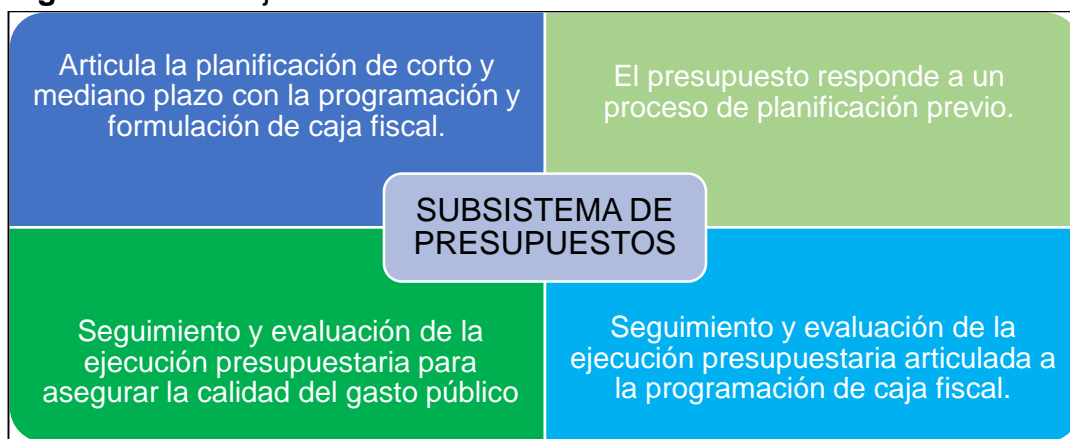 Articula la planificación de corto y
mediano plazo con la programación y
formulación de caja fiscal.
El presupuesto responde a un
proceso de planificación previo.
SUBSISTEMA DE
PRESUPUESTOS
Seguimiento y evaluación de la
ejecución presupuestaria para
asegurar la calidad del gasto público
Seguimiento y evaluación de la
ejecución presupuestaria articulada a
la programación de caja fiscal.